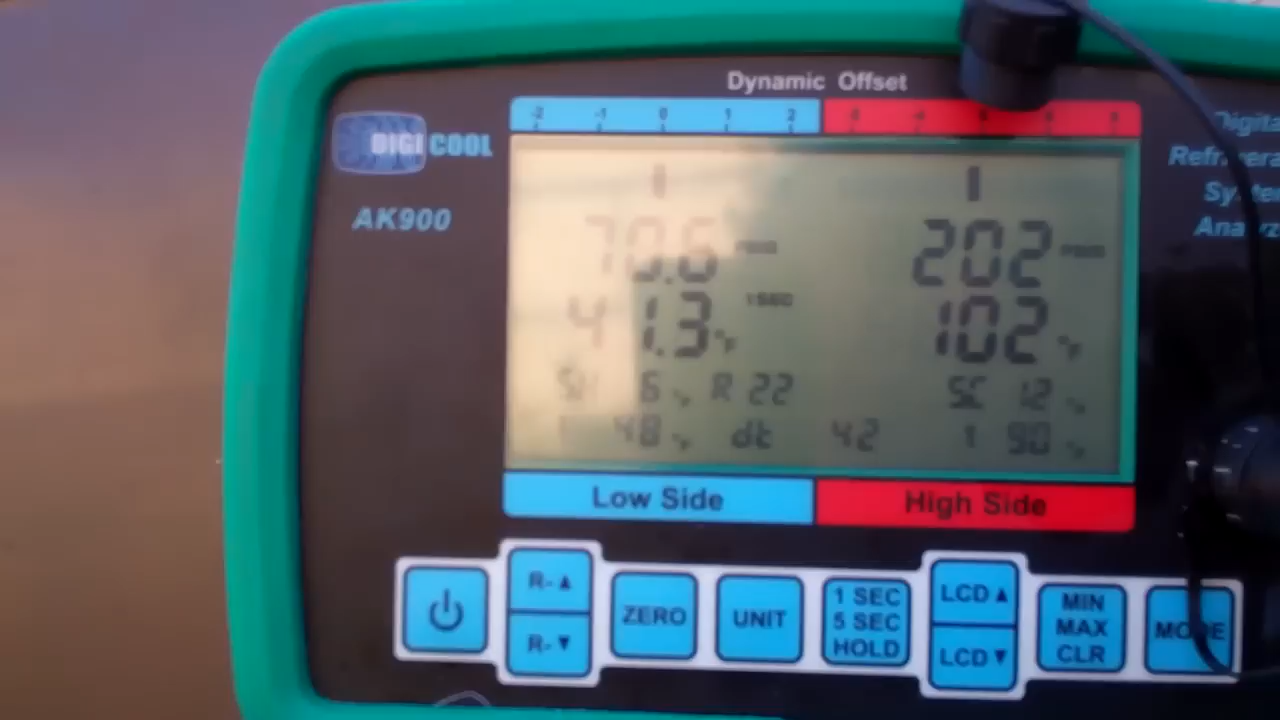 Dynamic Offset
-2 -1 0 1 2
DIGICOOL
AK900
70.6 202
41.3 °F 1SEC 102 °F
SH 6 °F R 22 SC 12 °F
48 °F dt 42 T 90 °F
Low Side High Side
R-▲ LCD▲
ZERO UNIT 1 SEC 5 SEC HOLD MIN MAX CLR MODE
R-▼ LCD▼